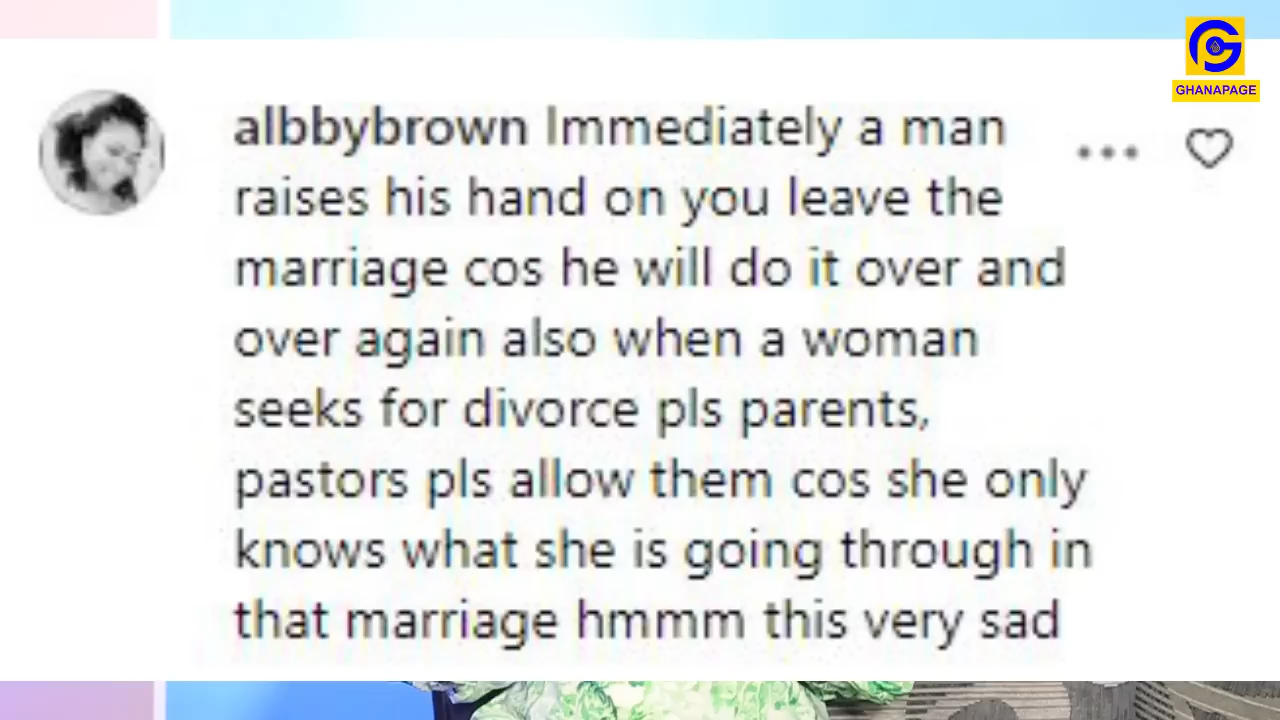 GHANAPAGE
albbybrown Immediately a man
raises his hand on you leave the
marriage cos he will do it over and
over again also when a woman
seeks for divorce pls parents,
pastors pls allow them cos she only
knows what she is going through in
that marriage hmmm this very sad